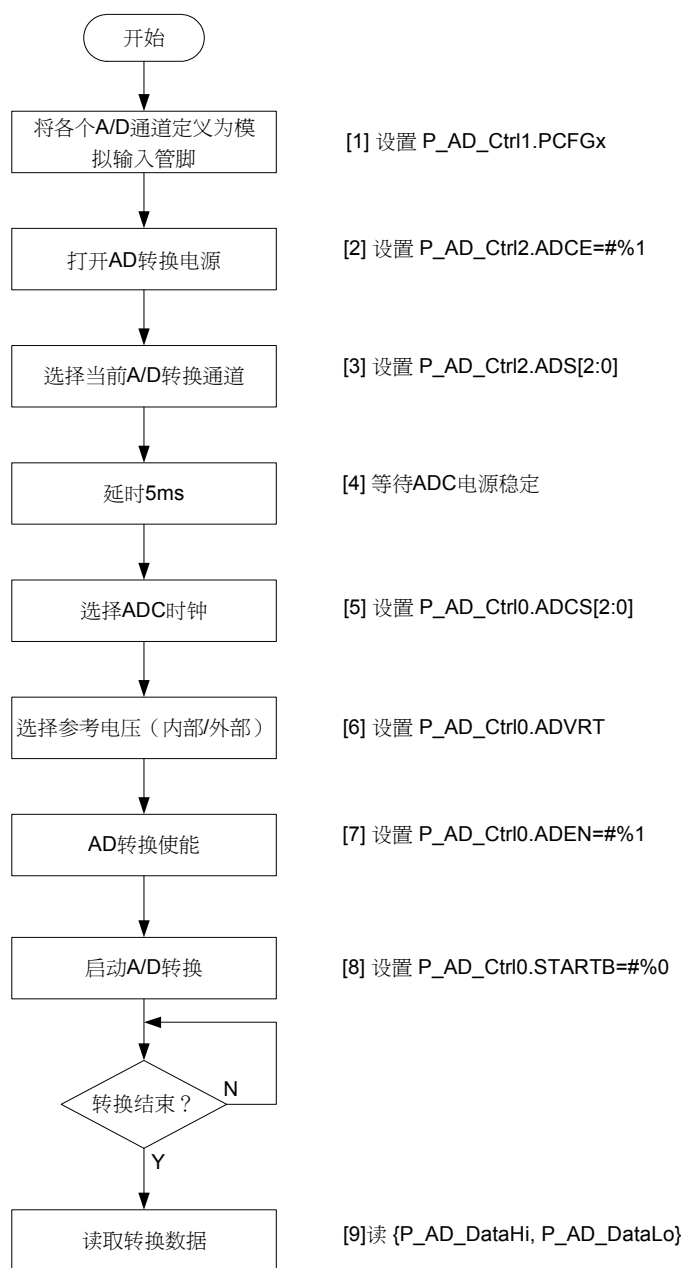 开始
将各个A/D通道定义为模
拟输入管脚
[1] 设置 P_AD_Ctrl1.PCFGx
打开AD转换电源
[2] 设置 P_AD_Ctrl2.ADCE=#%1
选择当前A/D转换通道
[3] 设置 P_AD_Ctrl2.ADS[2:0]
延时5ms
[4] 等待ADC电源稳定
选择ADC时钟
[5] 设置 P_AD_Ctrl0.ADCS[2:0]
选择参考电压（内部/外部）
[6] 设置 P_AD_Ctrl0.ADVRT
AD转换使能
[7] 设置 P_AD_Ctrl0.ADEN=#%1
启动A/D转换
[8] 设置 P_AD_Ctrl0.STARTB=#%0
转换结束？
N
Y
读取转换数据
[9]读 {P_AD_DataHi, P_AD_DataLo}